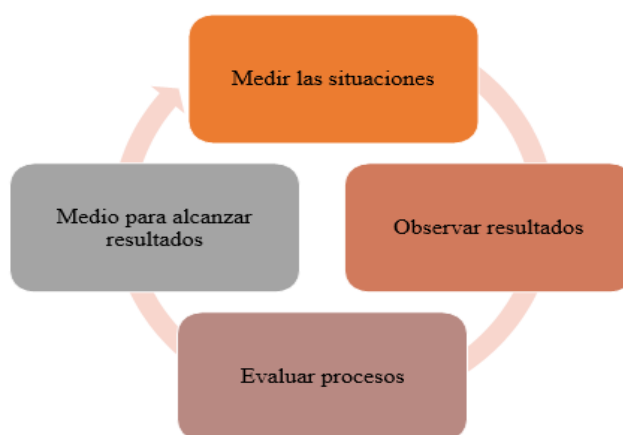 Medir las situaciones
Observar resultados
Evaluar procesos
Medio para alcanzar
resultados